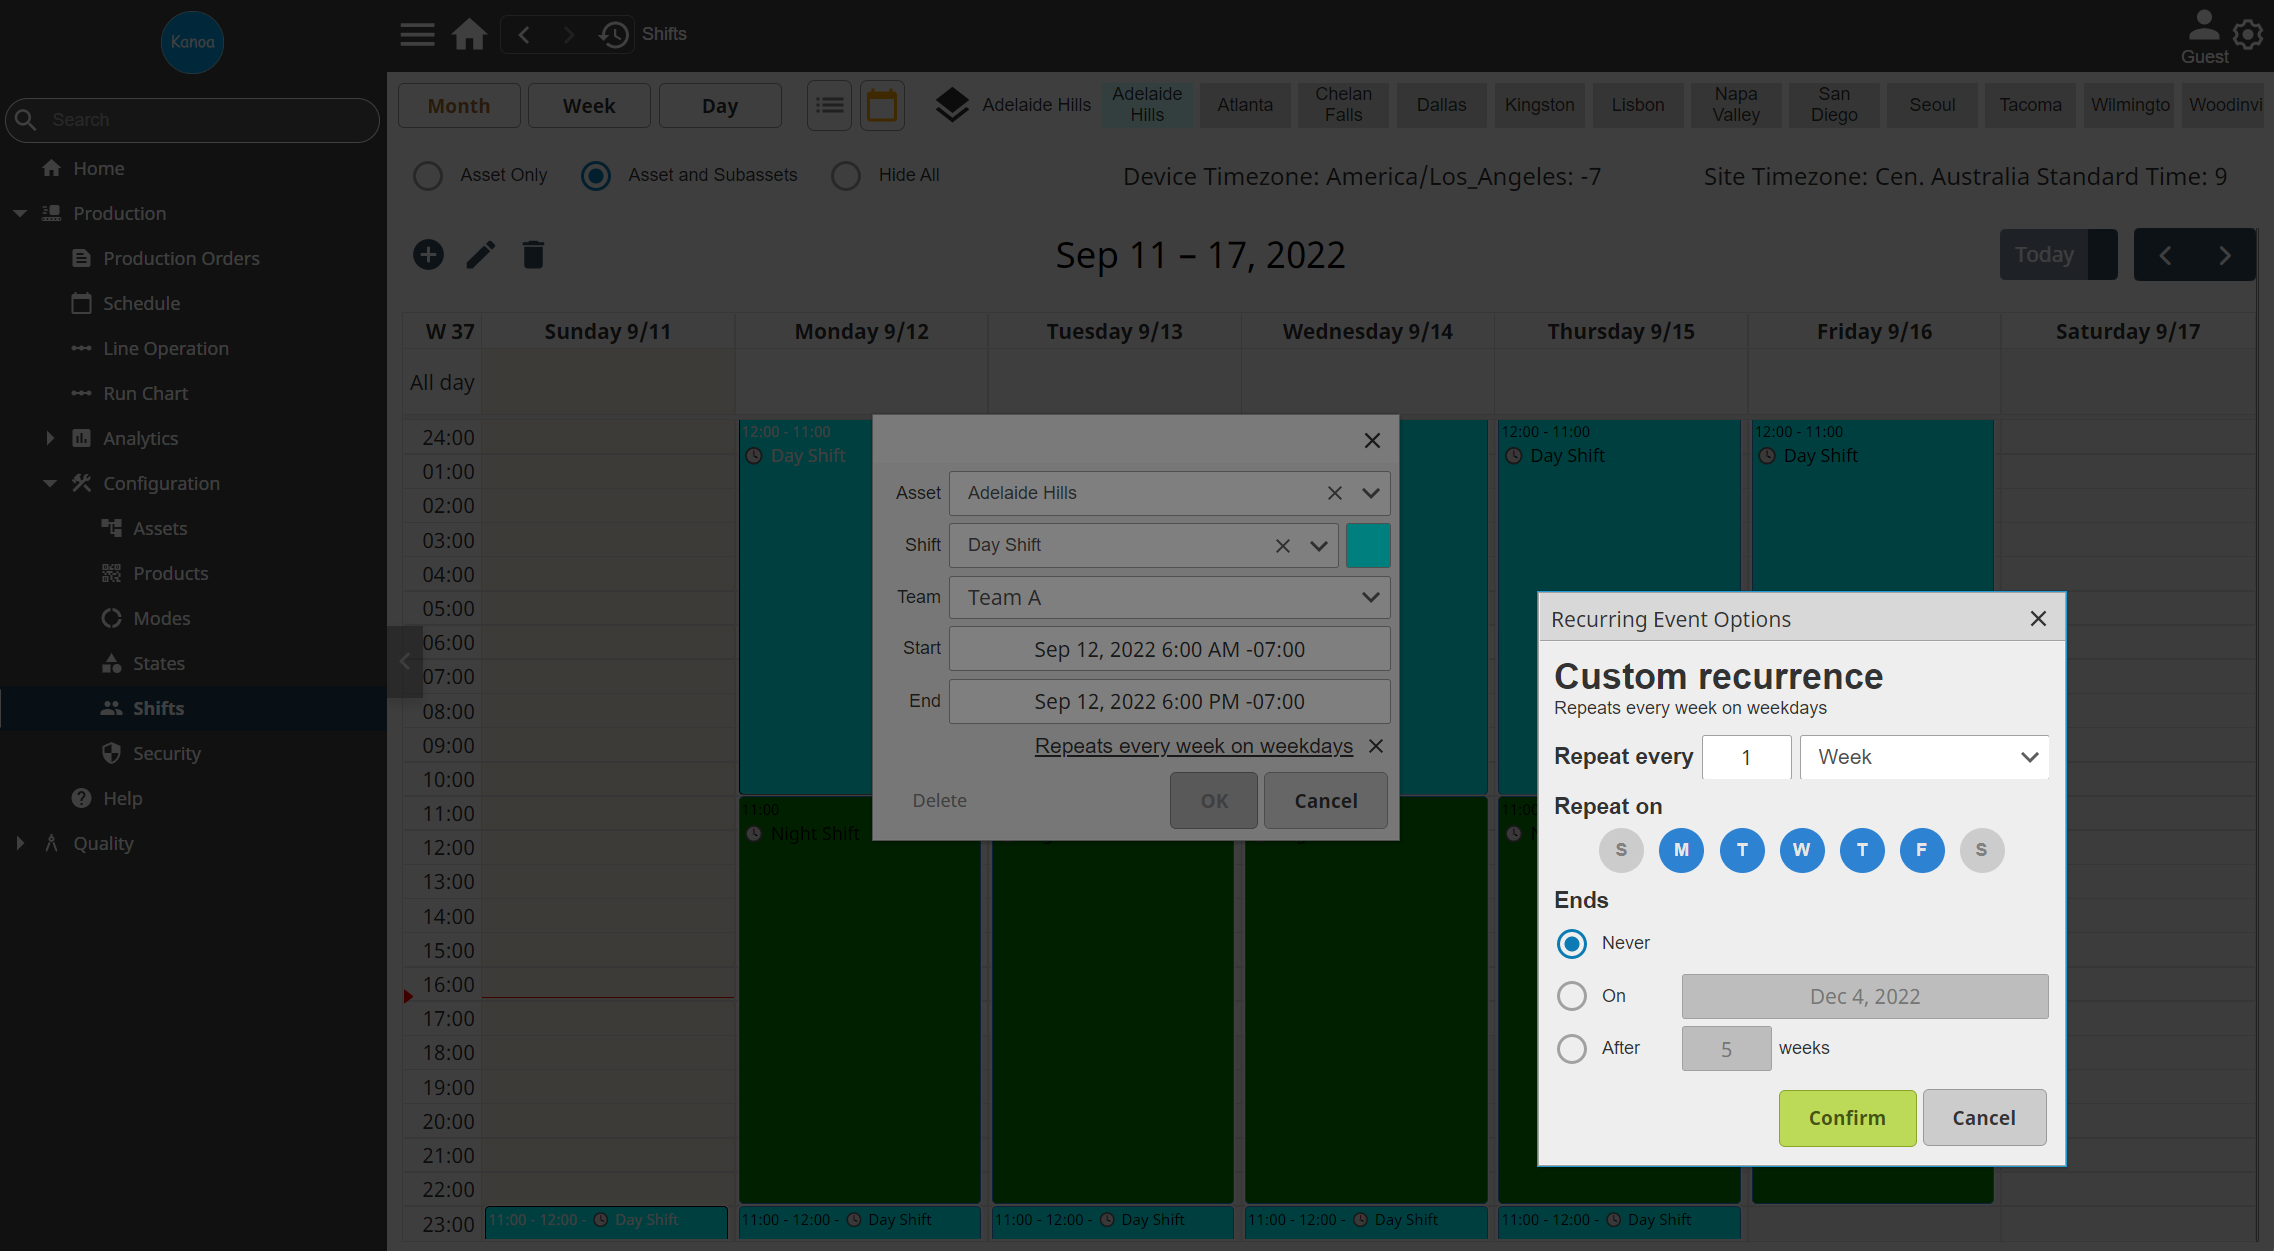 Kanoa
Shifts
Guest
Search
Home
Production
Production Orders
Schedule
Line Operation
Run Chart
Analytics
Configuration
Assets
Products
Modes
States
Shifts
Security
Help
Quality
Month
Week
Day
Adelaide Hills
Adelaide
Hills
Atlanta
Chelan
Falls
Dallas
Kingston
Lisbon
Napa
Valley
San
Diego
Seoul
Tacoma
Wilmingto
Woodinvi
Asset Only
Asset and Subassets
Hide All
Device Timezone: America/Los_Angeles: -7
Site Timezone: Cen. Australia Standard Time: 9
Sep 11 – 17, 2022
Today
W 37
Sunday 9/11
Monday 9/12
Tuesday 9/13
Wednesday 9/14
Thursday 9/15
Friday 9/16
Saturday 9/17
All day
24:00
01:00
02:00
03:00
04:00
05:00
06:00
07:00
08:00
09:00
10:00
11:00
12:00
13:00
14:00
15:00
16:00
17:00
18:00
19:00
20:00
21:00
22:00
23:00
12:00 - 11:00
Day Shift
12:00 - 11:00
Day Shift
12:00 - 11:00
Day Shift
11:00
Night Shift
11:00 - 12:00 - Day Shift
11:00 - 12:00 - Day Shift
11:00 - 12:00 - Day Shift
11:00 - 12:00 - Day Shift
11:00 - 12:00 - Day Shift
Asset
Adelaide Hills
Shift
Day Shift
Team
Team A
Start
Sep 12, 2022 6:00 AM -07:00
End
Sep 12, 2022 6:00 PM -07:00
Repeats every week on weekdays
Delete
OK
Cancel
Recurring Event Options
Custom recurrence
Repeats every week on weekdays
Repeat every 1 Week
Repeat on
S M T W T F S
Ends
Never
On Dec 4, 2022
After 5 weeks
Confirm
Cancel